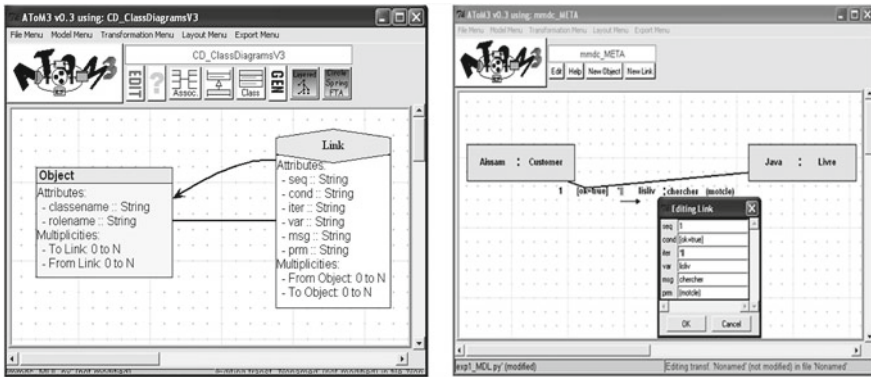 AToM3 v0.3 using: CD_ClassDiagramsV3
File Menu Model Menu Transformation Menu Layout Menu Export Menu
CD_ClassDiagramsV3
EDIT
?
Assoc.
Class
GEN
Layered
Circle
Spring
FTA
Object
Attributes:
- classename :: String
- rolename :: String
Multiplicities:
- To Link: 0 to N
- From Link: 0 to N
Link
Attributes:
- seq :: String
- cond :: String
- iter :: String
- var :: String
- msg :: String
- prm :: String
Multiplicities:
- From Object: 0 to N
- To Object: 0 to N
AToM3 v0.3 using: mmdc_META
File Menu Model Menu Transformation Menu Layout Menu Export Menu
mmdc_META
Edit Help New Object New Link
Aissam : Customer
Java : Livre
1 [ok=true] *|| lisliv :chercher (motcle)
Editing Link
seq 1
cond [ok=true]
iter *||
var lisliv
msg chercher
prm (motcle)
OK Cancel
exp1_MDL.py' (modified)
Editing transf. 'Nonamed' (not modified) in file 'Nonamed'